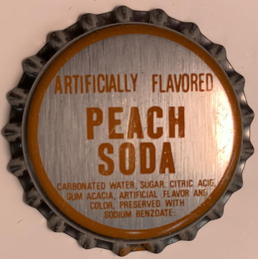 ARTIFICIALLY FLAVORED
PEACH
SODA
CARBONATED WATER, SUGAR, CITRIC ACID,
GUM ACACIA, ARTIFICIAL FLAVOR AND
COLOR, PRESERVED WITH
SODIUM BENZOATE